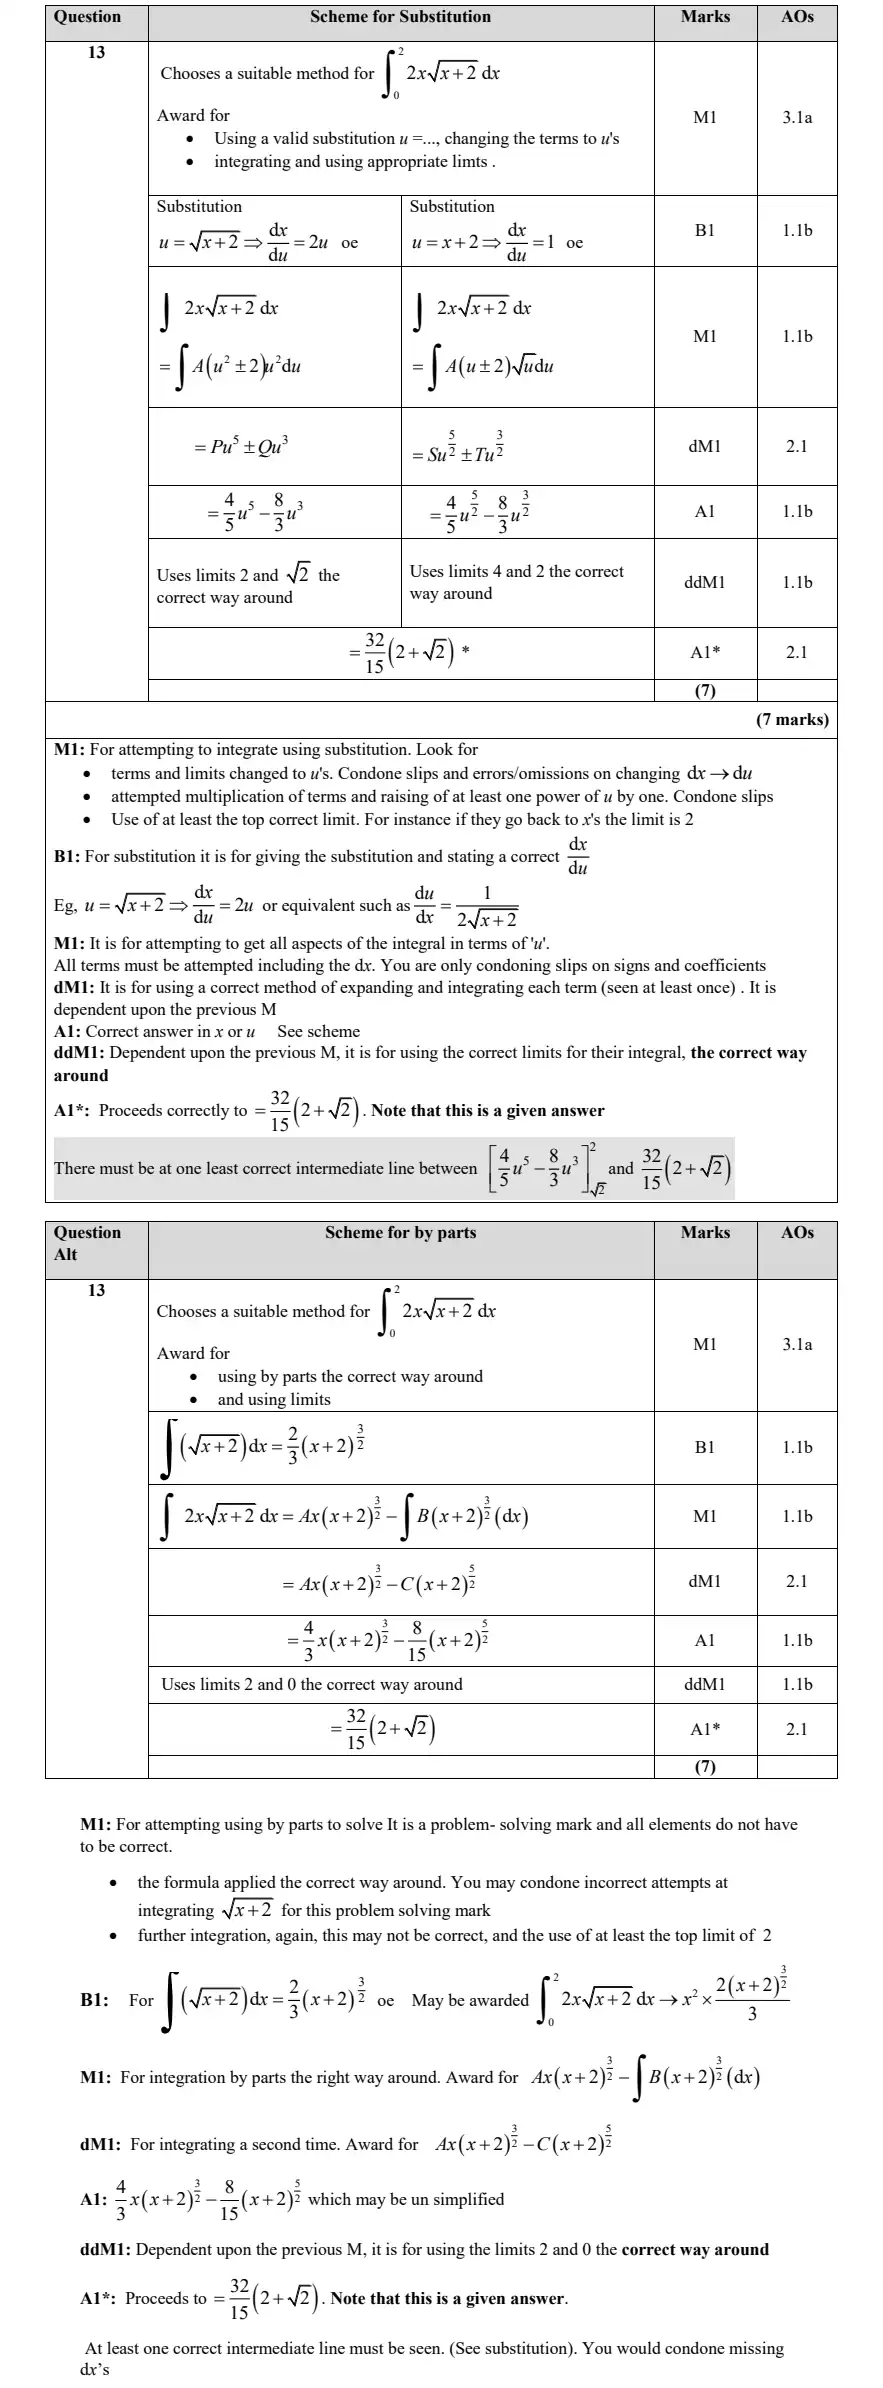 Question Scheme for Substitution Marks AOs
13
Chooses a suitable method for ∫₀² 2x√(x+2) dx
Award for
• Using a valid substitution u =..., changing the terms to u's
• integrating and using appropriate limts .
M1 3.1a
Substitution
u = √(x+2) ⇒ dx/du = 2u oe
Substitution
u = x+2 ⇒ dx/du = 1 oe
B1 1.1b
∫ 2x√(x+2) dx
= ∫ A(u² ± 2)u² du
∫ 2x√(x+2) dx
= ∫ A(u ± 2)√u du
M1 1.1b
= Pu⁵ ± Qu³
= Su^(5/2) ± Tu^(3/2)
dM1 2.1
= 4/5 u⁵ − 8/3 u³
= 4/5 u^(5/2) − 8/3 u^(3/2)
A1 1.1b
Uses limits 2 and √2 the
correct way around
Uses limits 4 and 2 the correct
way around
ddM1 1.1b
= 32/15 (2+√2) *
A1* 2.1
(7)
(7 marks)
M1: For attempting to integrate using substitution. Look for
• terms and limits changed to u's. Condone slips and errors/omissions on changing dx → du
• attempted multiplication of terms and raising of at least one power of u by one. Condone slips
• Use of at least the top correct limit. For instance if they go back to x's the limit is 2
B1: For substitution it is for giving the substitution and stating a correct dx/du
Eg, u = √(x+2) ⇒ dx/du = 2u or equivalent such as du/dx = 1/(2√(x+2))
M1: It is for attempting to get all aspects of the integral in terms of 'u'.
All terms must be attempted including the dx. You are only condoning slips on signs and coefficients
dM1: It is for using a correct method of expanding and integrating each term (seen at least once) . It is
dependent upon the previous M
A1: Correct answer in x or u See scheme
ddM1: Dependent upon the previous M, it is for using the correct limits for their integral, the correct way
around
A1*: Proceeds correctly to = 32/15 (2+√2). Note that this is a given answer
There must be at one least correct intermediate line between [4/5 u⁵ − 8/3 u³]_√2^2 and 32/15 (2+√2)
Question
Alt
Scheme for by parts Marks AOs
13
Chooses a suitable method for ∫₀² 2x√(x+2) dx
Award for
• using by parts the correct way around
• and using limits
M1 3.1a
∫ (√(x+2)) dx = 2/3 (x+2)^(3/2)
B1 1.1b
∫ 2x√(x+2) dx = Ax(x+2)^(3/2) − ∫ B(x+2)^(3/2) (dx)
M1 1.1b
= Ax(x+2)^(3/2) − C(x+2)^(5/2)
dM1 2.1
= 4/3 x(x+2)^(3/2) − 8/15 (x+2)^(5/2)
A1 1.1b
Uses limits 2 and 0 the correct way around ddM1 1.1b
= 32/15 (2+√2)
A1* 2.1
(7)
M1: For attempting using by parts to solve It is a problem- solving mark and all elements do not have
to be correct.
• the formula applied the correct way around. You may condone incorrect attempts at
integrating √(x+2) for this problem solving mark
• further integration, again, this may not be correct, and the use of at least the top limit of 2
B1: For ∫ (√(x+2)) dx = 2/3 (x+2)^(3/2) oe May be awarded ∫₀² 2x√(x+2) dx → x² × 2(x+2)^(3/2)/3
M1: For integration by parts the right way around. Award for Ax(x+2)^(3/2) − ∫ B(x+2)^(3/2) (dx)
dM1: For integrating a second time. Award for Ax(x+2)^(3/2) − C(x+2)^(5/2)
A1: 4/3 x(x+2)^(3/2) − 8/15 (x+2)^(5/2) which may be un simplified
ddM1: Dependent upon the previous M, it is for using the limits 2 and 0 the correct way around
A1*: Proceeds to = 32/15 (2+√2). Note that this is a given answer.
At least one correct intermediate line must be seen. (See substitution). You would condone missing
dx's